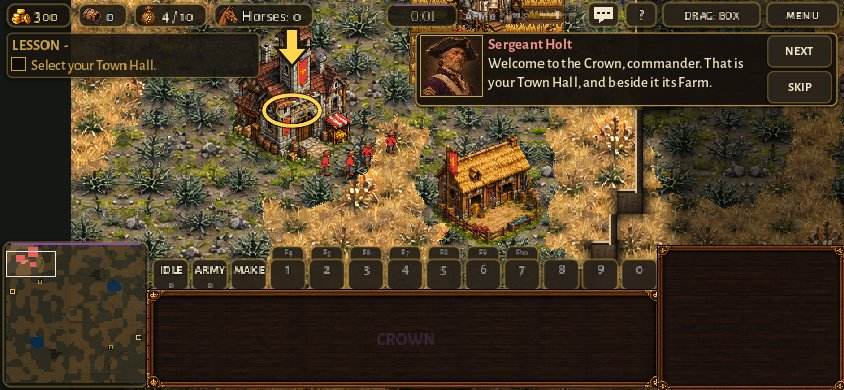 300
0
4 / 10
Horses: 0
0:01
?
DRAG: BOX
MENU
LESSON -
Select your Town Hall.
Sergeant Holt
Welcome to the Crown, commander. That is
your Town Hall, and beside it its Farm.
NEXT
SKIP
IDLE
ARMY
MAKE
1
2
3
4
5
6
7
8
9
0
CROWN